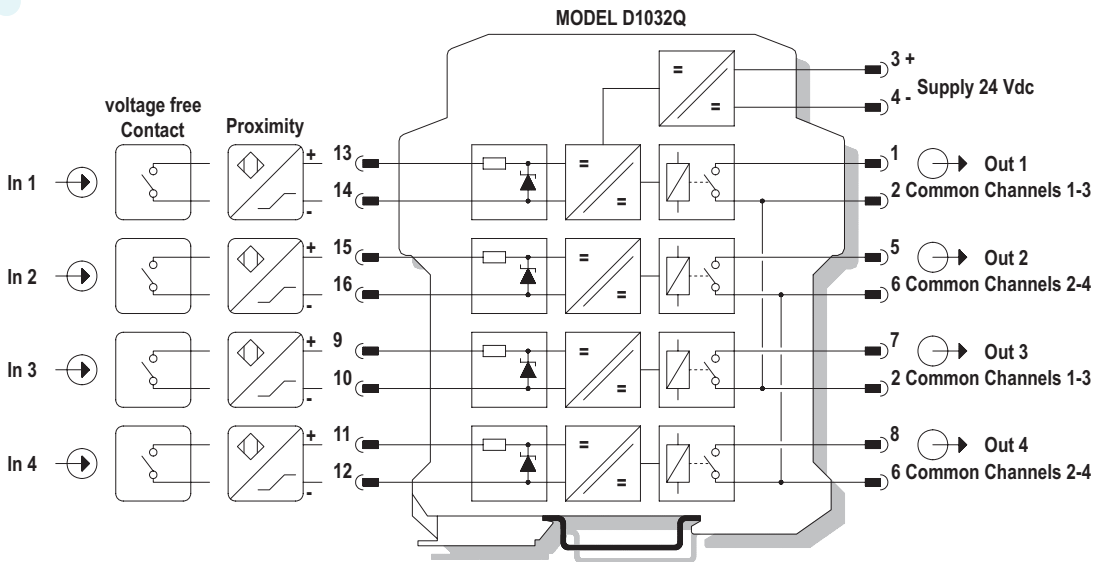 MODEL D1032Q
3 +
Supply 24 Vdc
4 -
voltage free
Contact
Proximity
In 1
+ 13
- 14
1 Out 1
2 Common Channels 1-3
In 2
+ 15
- 16
5 Out 2
6 Common Channels 2-4
In 3
+ 9
- 10
7 Out 3
2 Common Channels 1-3
In 4
+ 11
- 12
8 Out 4
6 Common Channels 2-4